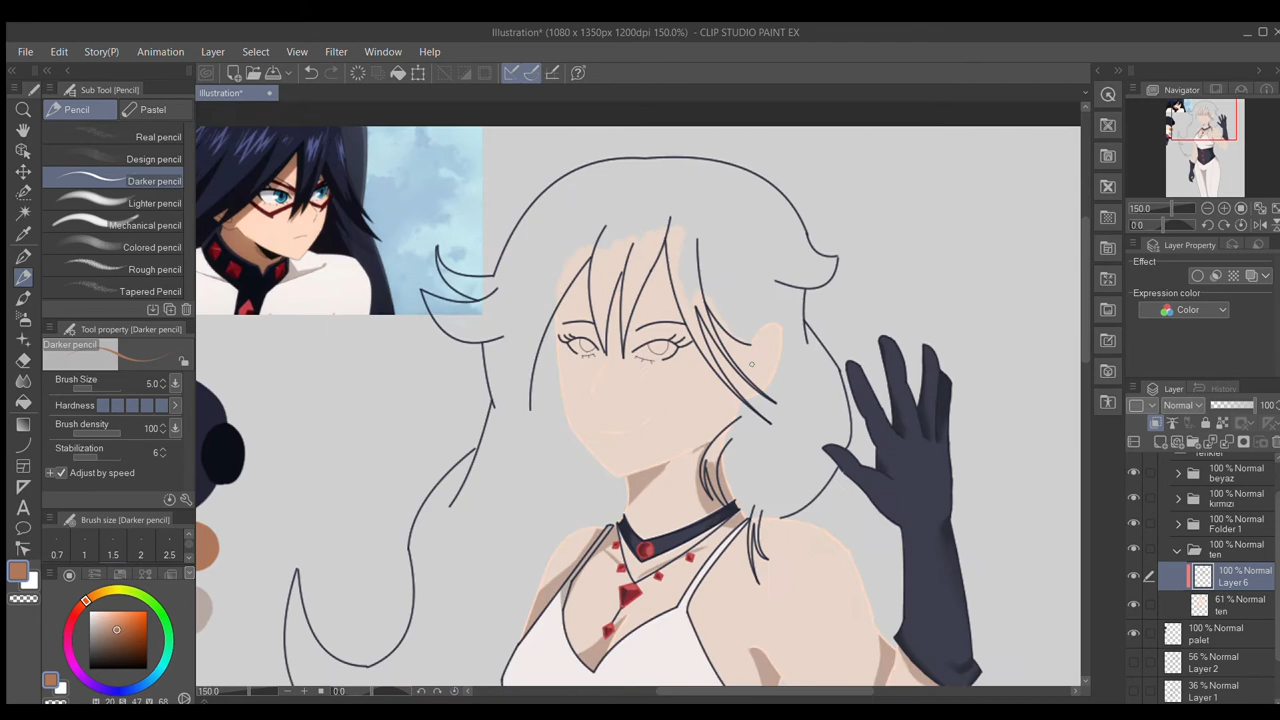 Illustration* (1080 x 1350px 1200dpi 150.0%) - CLIP STUDIO PAINT EX
File Edit Story(P) Animation Layer Select View Filter Window Help
Sub Tool [Pencil]
Pencil Pastel
Real pencil
Design pencil
Darker pencil
Lighter pencil
Mechanical pencil
Colored pencil
Rough pencil
Tapered Pencil
Tool property [Darker pencil]
Darker pencil
Brush Size 5.0
Hardness
Brush density 100
Stabilization 6
Adjust by speed
Brush size [Darker pencil]
0.7 1 1.5 2 2.5
Illustration*
150.0 0.0
Navigator
150.0
0.0
Layer Property
Effect
Expression color
Color
Layer History
Normal
100 % Normal
beyaz
100 % Normal
kırmızı
100 % Normal
Folder 1
100 % Normal
ten
100 % Normal
Layer 6
61 % Normal
ten
100 % Normal
palet
56 % Normal
Layer 2
36 % Normal
Layer 1